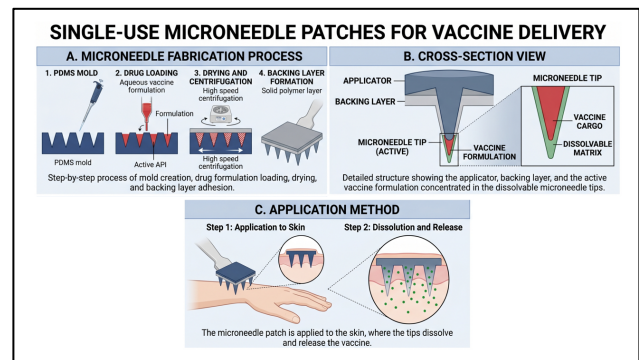 SINGLE-USE MICRONEEDLE PATCHES FOR VACCINE DELIVERY
A. MICRONEEDLE FABRICATION PROCESS
1. PDMS MOLD
PDMS mold
2. DRUG LOADING
Aqueous vaccine
formulation
Formulation
Active API
3. DRYING AND
CENTRIFUGATION
High speed
centrifugation
High speed
centrifugation
4. BACKING LAYER
FORMATION
Solid polymer layer
Step-by-step process of mold creation, drug formulation loading, drying,
and backing layer adhesion.
B. CROSS-SECTION VIEW
APPLICATOR
BACKING LAYER
MICRONEEDLE TIP
(ACTIVE)
VACCINE
FORMULATION
MICRONEEDLE TIP
VACCINE
CARGO
DISSOLVABLE
MATRIX
Detailed structure showing the applicator, backing layer, and the active
vaccine formulation concentrated in the dissolvable microneedle tips.
C. APPLICATION METHOD
Step 1: Application to Skin
Step 2: Dissolution and Release
The microneedle patch is applied to the skin, where the tips dissolve
and release the vaccine.